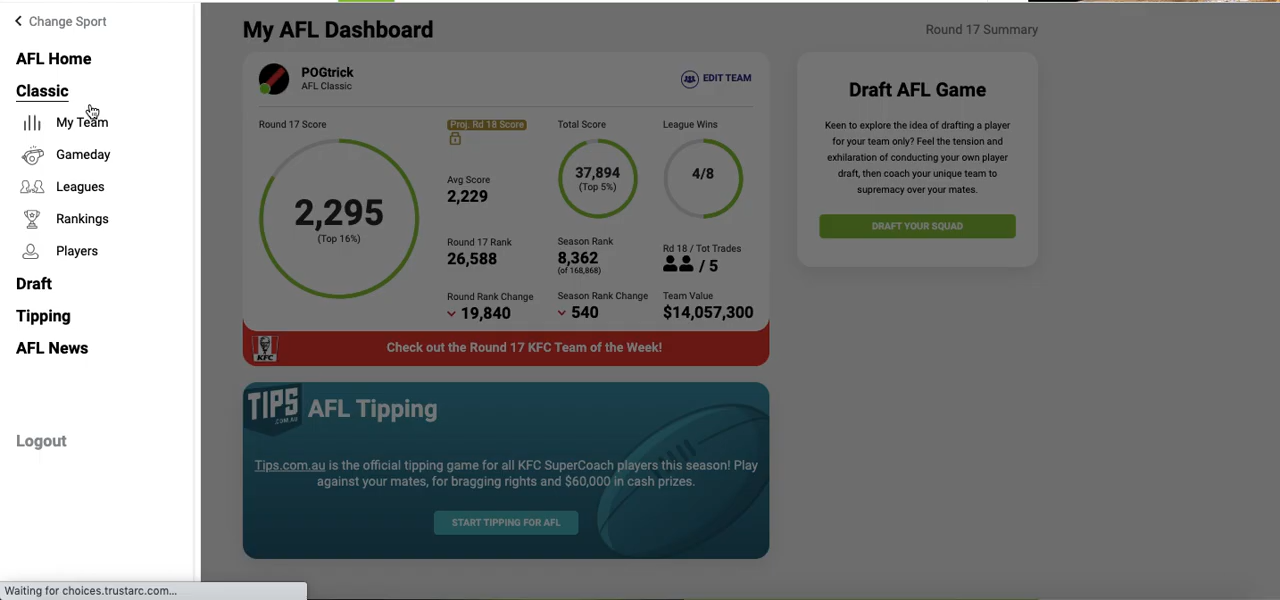 Change Sport
AFL Home
Classic
My Team
Gameday
Leagues
Rankings
Players
Draft
Tipping
AFL News
Logout
Waiting for choices.trustarc.com...
My AFL Dashboard
Round 17 Summary
POGtrick
AFL Classic
EDIT TEAM
Round 17 Score
2,295
(Top 16%)
Proj. Rd 18 Score
Avg Score
2,229
Round 17 Rank
26,588
Round Rank Change
19,840
Total Score
37,894
(Top 5%)
Season Rank
8,362
(of 168,868)
Season Rank Change
540
League Wins
4/8
Rd 18 / Tot Trades
/ 5
Team Value
$14,057,300
KFC
Check out the Round 17 KFC Team of the Week!
TIPS
.COM.AU
AFL Tipping
Tips.com.au is the official tipping game for all KFC SuperCoach players this season! Play
against your mates, for bragging rights and $60,000 in cash prizes.
START TIPPING FOR AFL
Draft AFL Game
Keen to explore the idea of drafting a player
for your team only? Feel the tension and
exhilaration of conducting your own player
draft, then coach your unique team to
supremacy over your mates.
DRAFT YOUR SQUAD